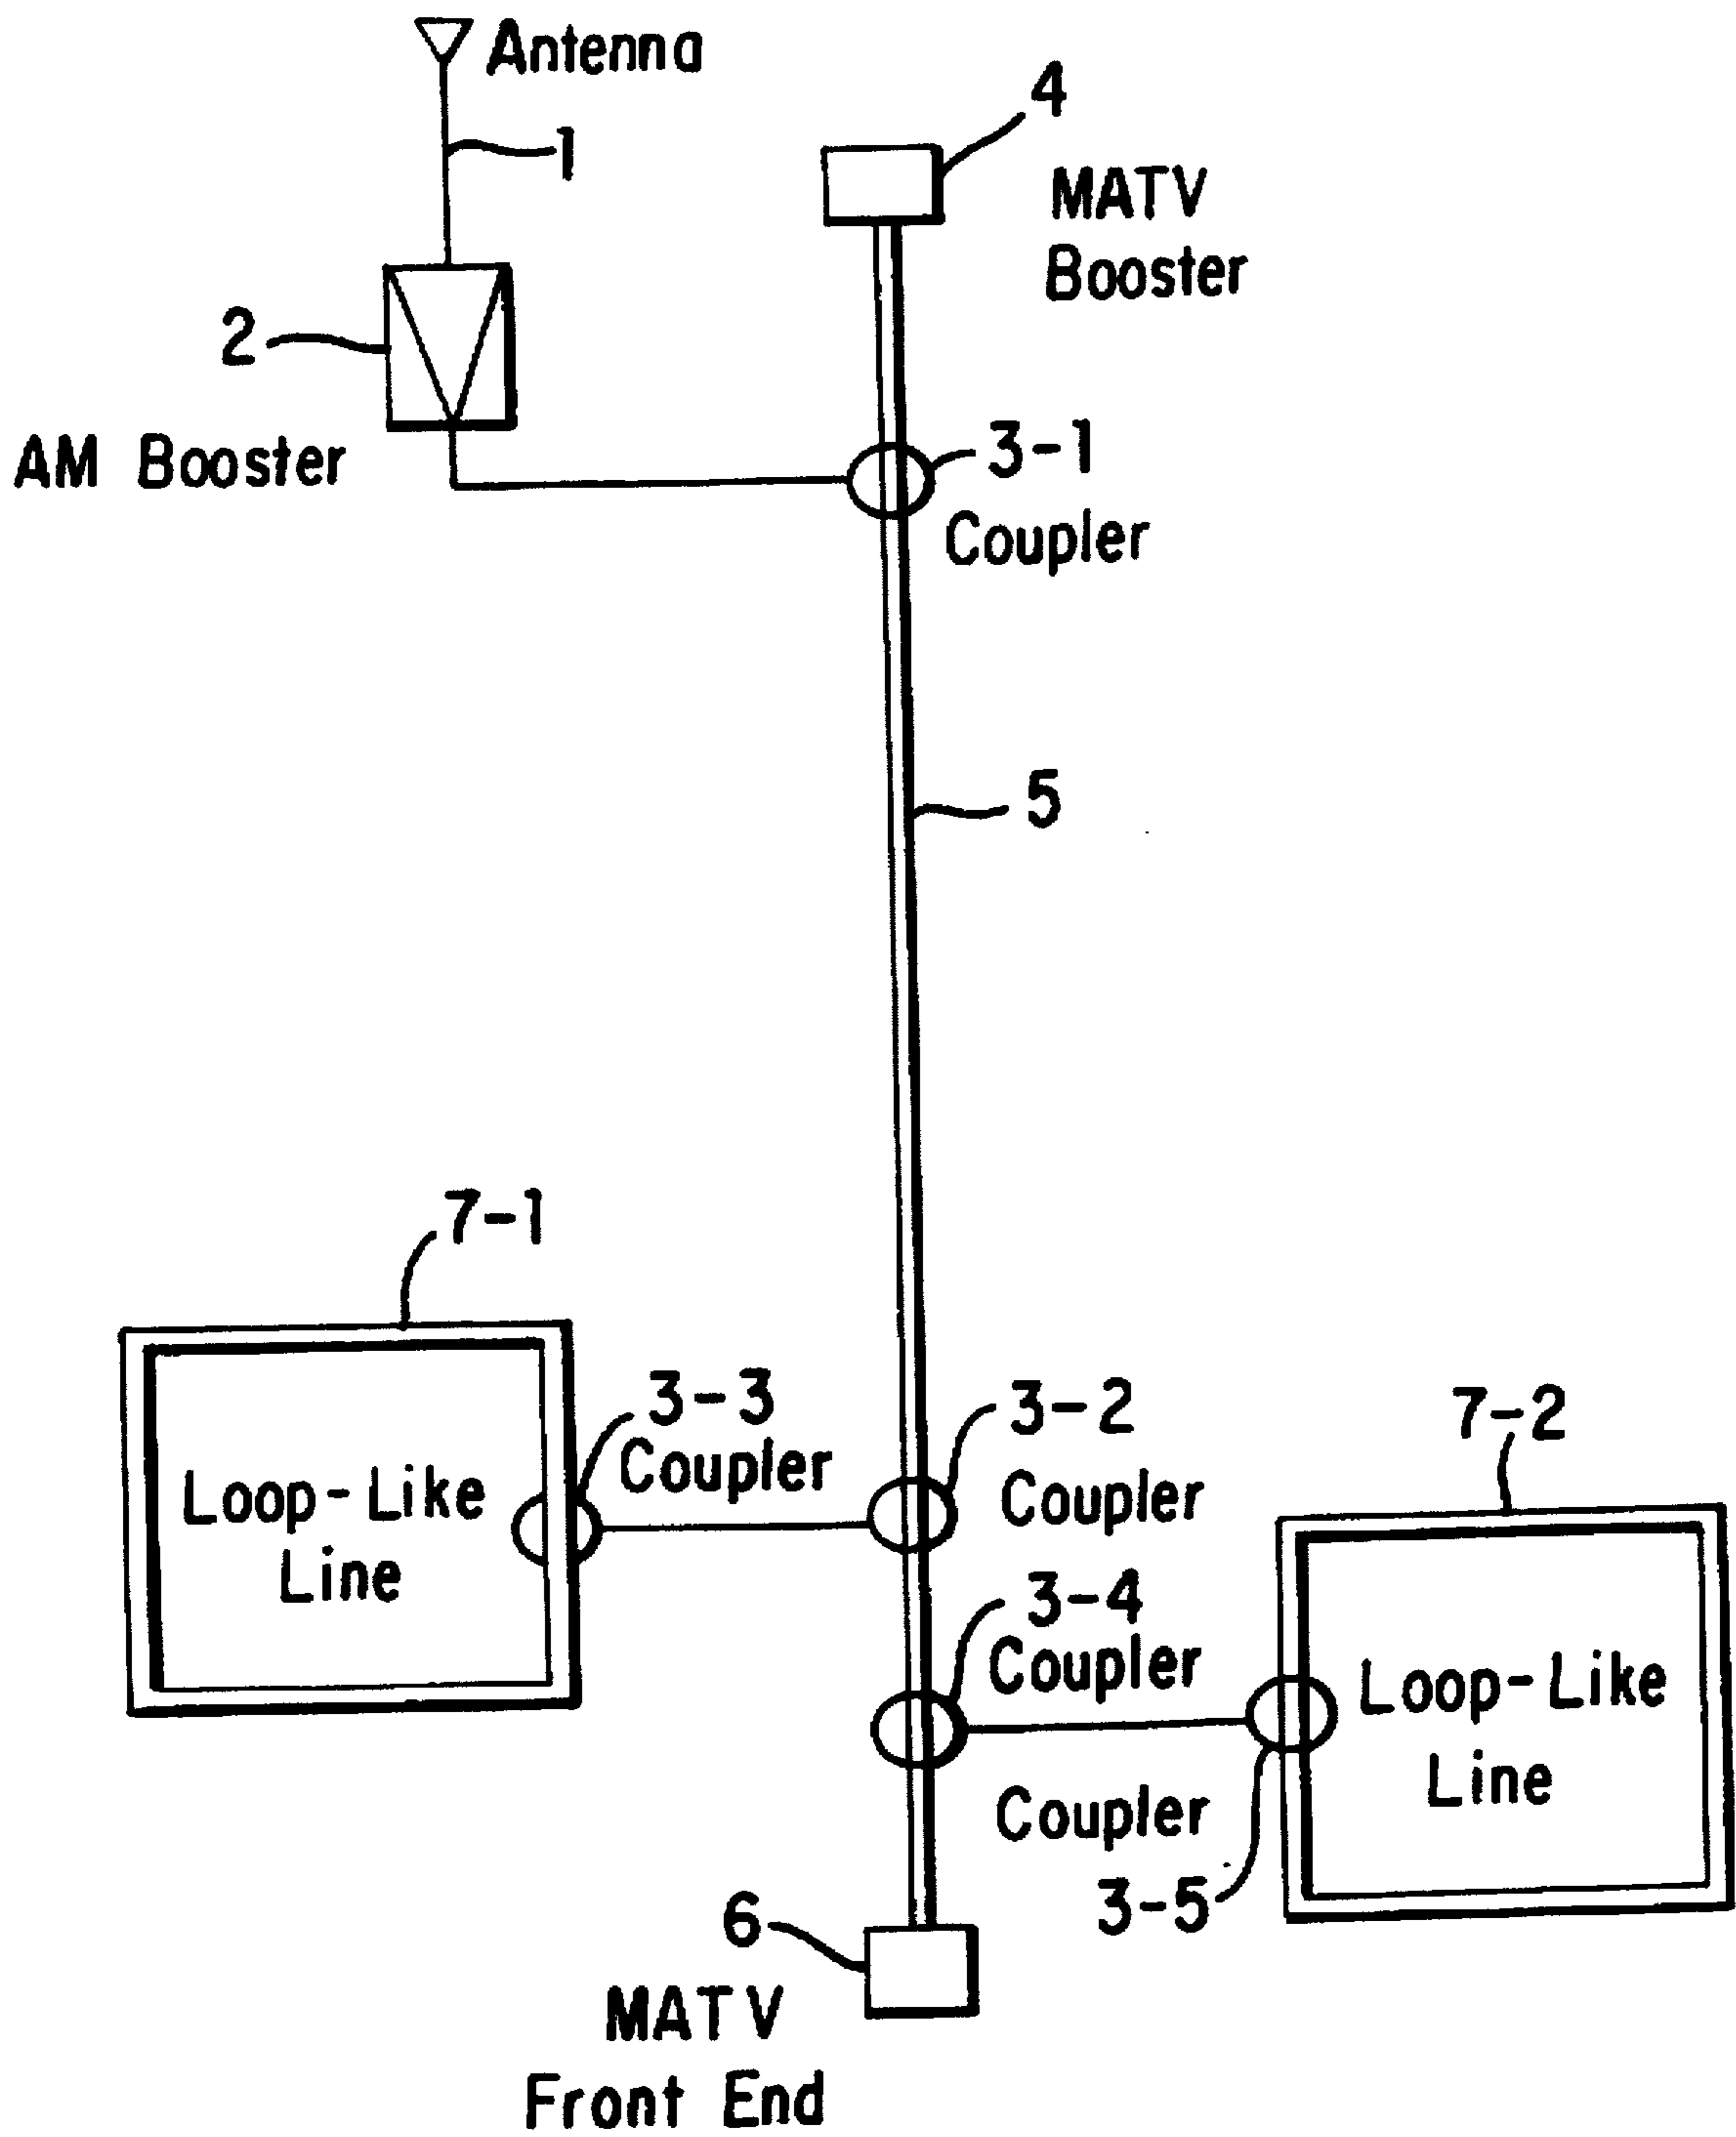 Antenna
1
4
MATV
Booster
2
AM Booster
3-1
Coupler
5
7-1
3-3
Coupler
3-2
Coupler
7-2
Loop-Like
Line
3-4
Coupler
Loop-Like
Line
Coupler
3-5
6
MATV
Front End